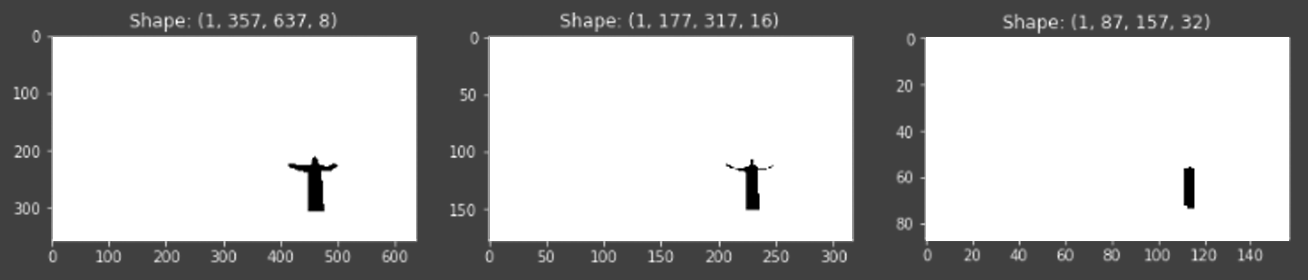 Shape: (1, 357, 637, 8)
0
100
200
300
0 100 200 300 400 500 600
Shape: (1, 177, 317, 16)
0
50
100
150
0 50 100 150 200 250 300
Shape: (1, 87, 157, 32)
0
20
40
60
80
0 20 40 60 80 100 120 140